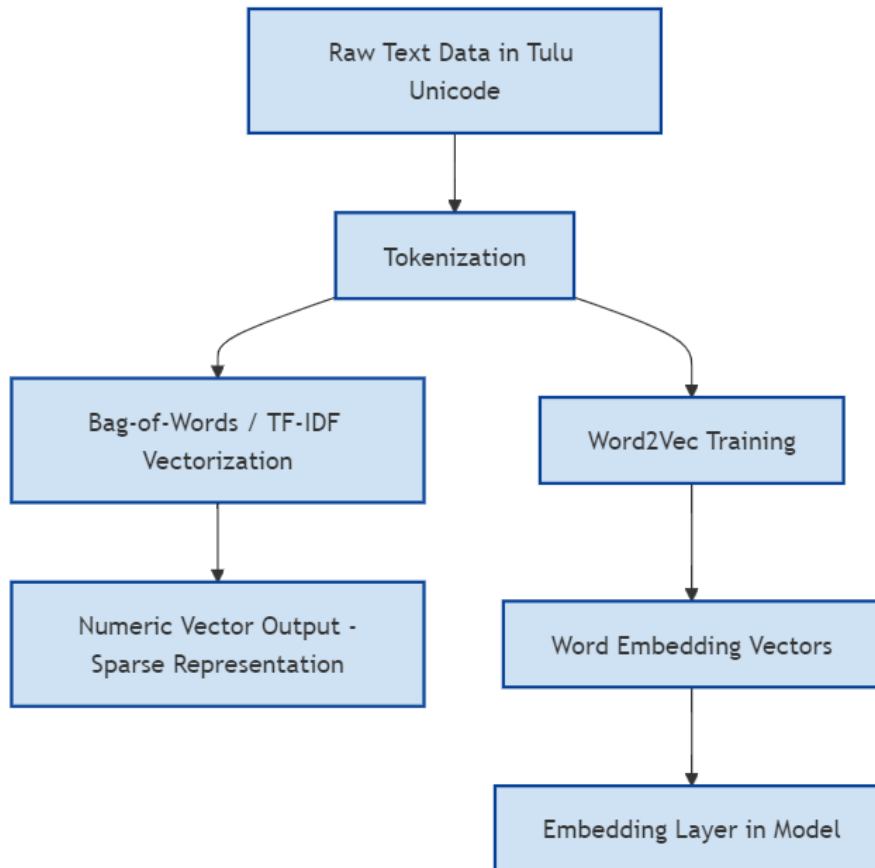 Raw Text Data in Tulu
Unicode
Tokenization
Bag-of-Words / TF-IDF
Vectorization
Word2Vec Training
Numeric Vector Output -
Sparse Representation
Word Embedding Vectors
Embedding Layer in Model